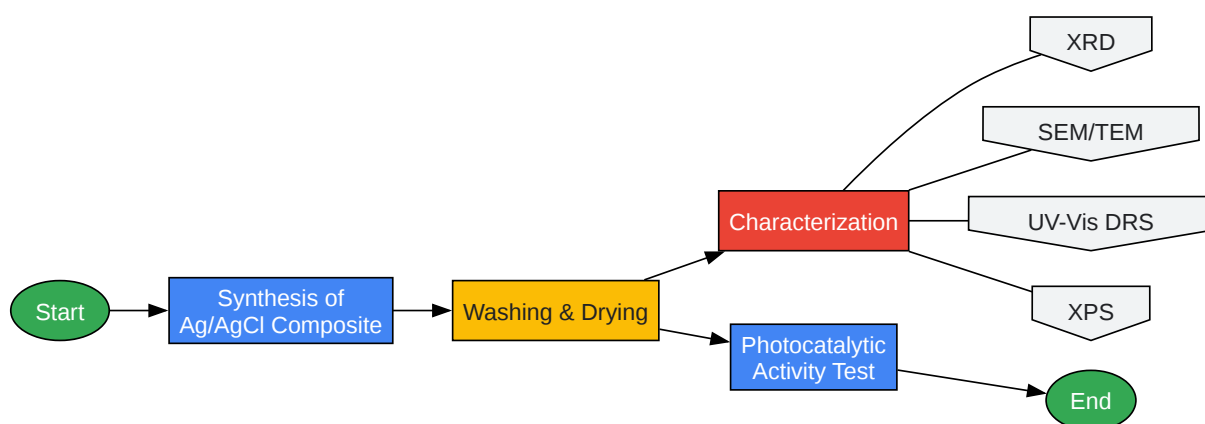 Start
Synthesis of
Ag/AgCl Composite
Washing & Drying
Characterization
XRD
SEM/TEM
UV-Vis DRS
XPS
Photocatalytic
Activity Test
End